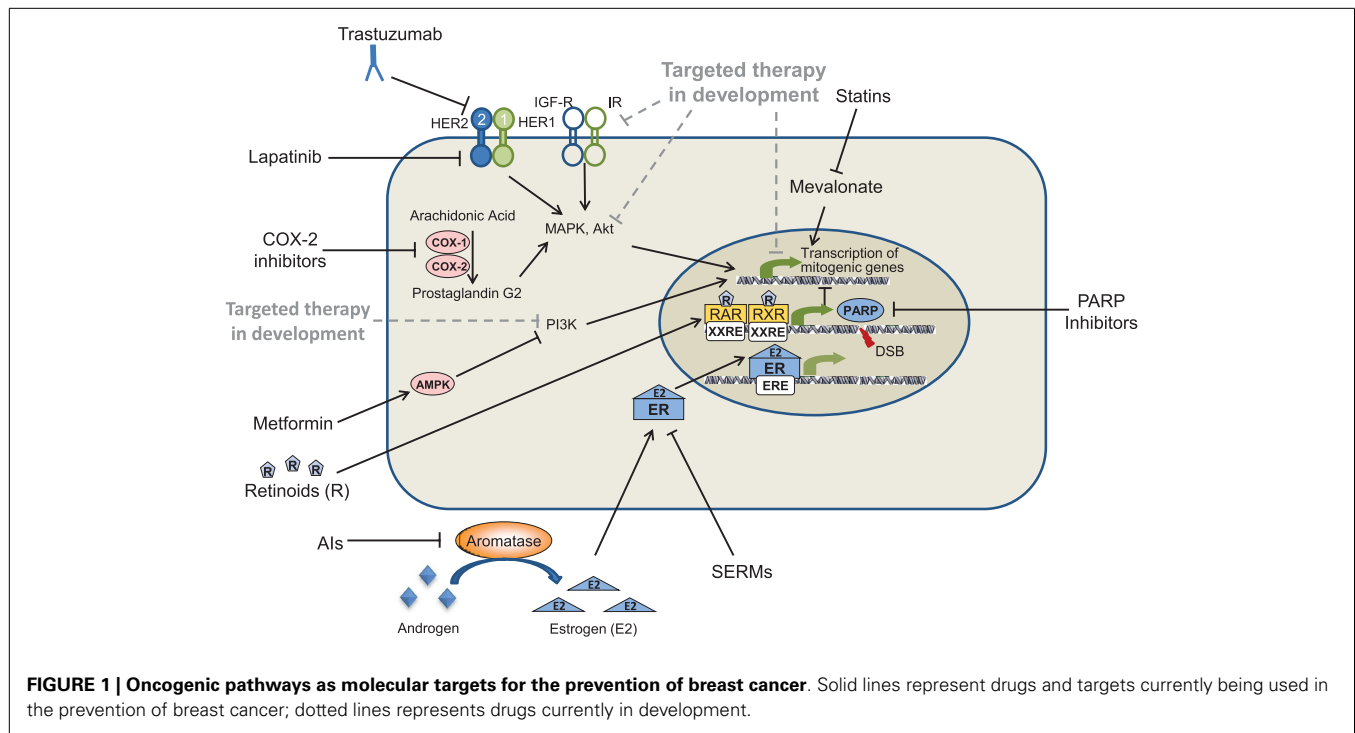 Trastuzumab
Targeted therapy
in development
Statins
IGF-R
IR
HER2
2
1
HER1
Lapatinib
Mevalonate
Arachidonic Acid
MAPK, Akt
COX-2
inhibitors
COX-1
COX-2
Transcription of
mitogenic genes
Prostaglandin G2
Targeted therapy
in development
PI3K
R
R
RAR
RXR
XXRE
XXRE
PARP
PARP
Inhibitors
DSB
E2
ER
ERE
AMPK
E2
ER
Metformin
R
R
R
Retinoids (R)
AIs
Aromatase
SERMs
E2
E2
E2
Androgen
Estrogen (E2)
FIGURE 1 | Oncogenic pathways as molecular targets for the prevention of breast cancer. Solid lines represent drugs and targets currently being used in
the prevention of breast cancer; dotted lines represents drugs currently in development.